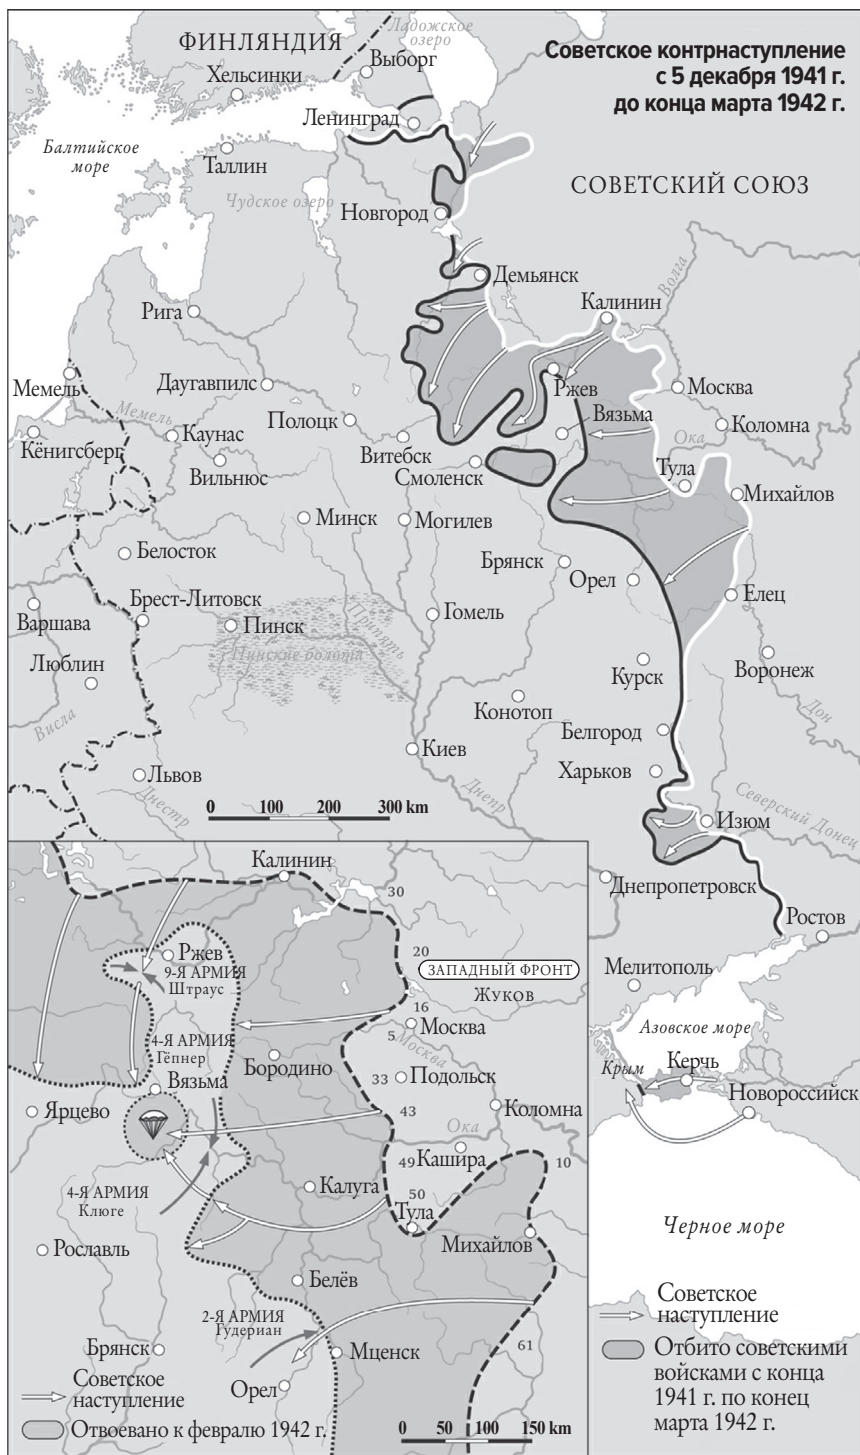 ФИНЛЯНДИЯ
Ладожское
озеро
Выборг
Хельсинки
Советское контрнаступление
с 5 декабря 1941 г.
до конца марта 1942 г.
Ленинград
Балтийское
море
Таллин
СОВЕТСКИЙ СОЮЗ
Чудское озеро
Новгород
Демьянск
Волга
Калинин
Рига
Мемель
Даугавпилс
Ржев
Москва
Мемель
Полоцк
Вязьма
Коломна
Кёнигсберг
Каунас
Витебск
Ока
Вильнюс
Смоленск
Тула
Михайлов
Минск
Могилев
Белосток
Брянск
Орел
Брест-Литовск
Елец
Варшава
Пинск
Припять
Гомель
Пинские болота
Люблин
Курск
Воронеж
Висла
Конотоп
Дон
Белгород
Киев
Львов
Харьков
Днестр
Днепр
0 100 200 300 km
Северский Донец
Изюм
Днепропетровск
Ростов
Мелитополь
Азовское море
Крым
Керчь
Новороссийск
Черное море
Советское
наступление
Отбито советскими
войсками с конца
1941 г. по конец
марта 1942 г.
Калинин
30
Ржев
20
ЗАПАДНЫЙ ФРОНТ
9-Я АРМИЯ
Штраус
Жуков
16
Москва
4-Я АРМИЯ
Гёпнер
5
Москва
Бородино
Вязьма
33
Подольск
Ярцево
43
Коломна
Ока
49
Кашира
10
4-Я АРМИЯ
Клюге
Калуга
50
Тула
Михайлов
Рославль
Белёв
2-Я АРМИЯ
Гудериан
Брянск
Мценск
61
Советское
наступление
Орел
Отвоевано к февралю 1942 г.
0 50 100 150 km